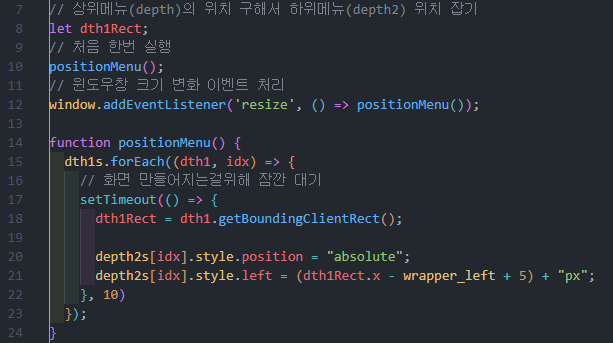 7 // 상위메뉴(depth)의 위치 구해서 하위메뉴(depth2) 위치 잡기
8 let dth1Rect;
9 // 처음 한번 실행
10 positionMenu();
11 // 윈도우창 크기 변화 이벤트 처리
12 window.addEventListener('resize', () => positionMenu());
13
14 function positionMenu() {
15 dth1s.forEach((dth1, idx) => {
16 // 화면 만들어지는걸위해 잠깐 대기
17 setTimeout(() => {
18 dth1Rect = dth1.getBoundingClientRect();
19
20 depth2s[idx].style.position = "absolute";
21 depth2s[idx].style.left = (dth1Rect.x - wrapper_left + 5) + "px";
22 }, 10)
23 });
24 }